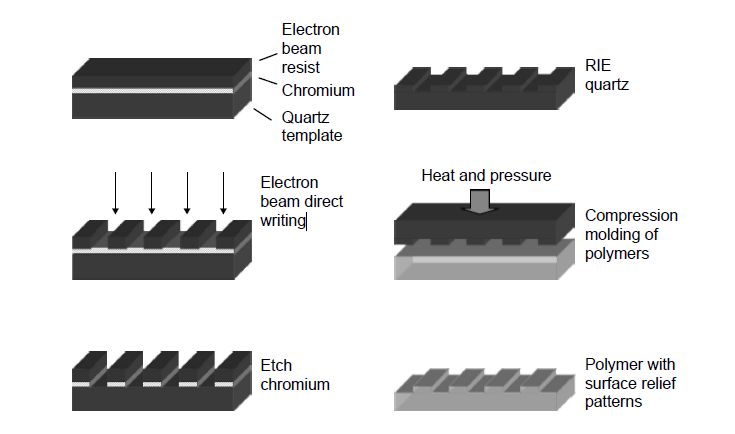 Electron
beam
resist
Chromium
Quartz
template
Electron
beam direct
writing
Etch
chromium
RIE
quartz
Heat and pressure
Compression
molding of
polymers
Polymer with
surface relief
patterns